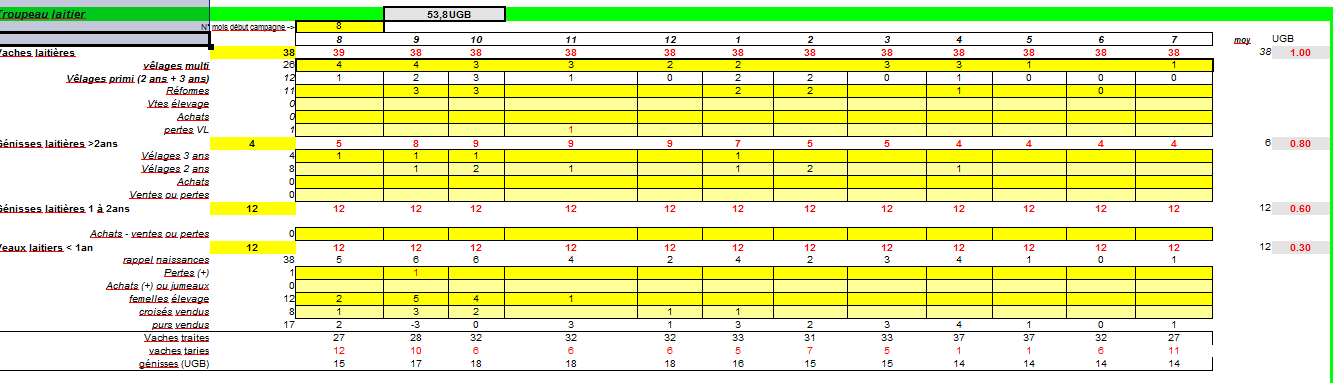 Troupeau laitier 53,8UGB
N° mois début campagne -> 8
8 9 10 11 12 1 2 3 4 5 6 7 moy UGB
Vaches laitières 38 39 38 38 38 38 38 38 38 38 38 38 38 38 1.00
vêlages multi 26 4 4 3 3 2 2 3 3 1 1
Vêlages primi (2 ans + 3 ans) 12 1 2 3 1 0 2 2 0 1 0 0 0
Réformes 11 3 3 2 2 1 0
Vtes élevage 0
Achats 0
pertes VL 1 1
Génisses laitières >2ans 4 5 8 9 9 9 7 5 5 4 4 4 4 6 0.80
Vélages 3 ans 4 1 1 1 1
Vélages 2 ans 8 1 2 1 1 2 1
Achats 0
Ventes ou pertes 0
Génisses laitières 1 à 2ans 12 12 12 12 12 12 12 12 12 12 12 12 12 12 0.60
Achats - ventes ou pertes 0
Veaux laitiers < 1an 12 12 12 12 12 12 12 12 12 12 12 12 12 12 0.30
rappel naissances 38 5 6 6 4 2 4 2 3 4 1 0 1
Pertes (+) 1 1
Achats (+) ou jumeaux 0
femelles élevage 12 2 5 4 1
croisés vendus 8 1 3 2 1 1
purs vendus 17 2 -3 0 3 1 3 2 3 4 1 0 1
Vaches traites 27 28 32 32 32 33 31 33 37 37 32 27
vaches taries 12 10 6 6 6 5 7 5 1 1 6 11
génisses (UGB) 15 17 18 18 18 16 15 15 14 14 14 14